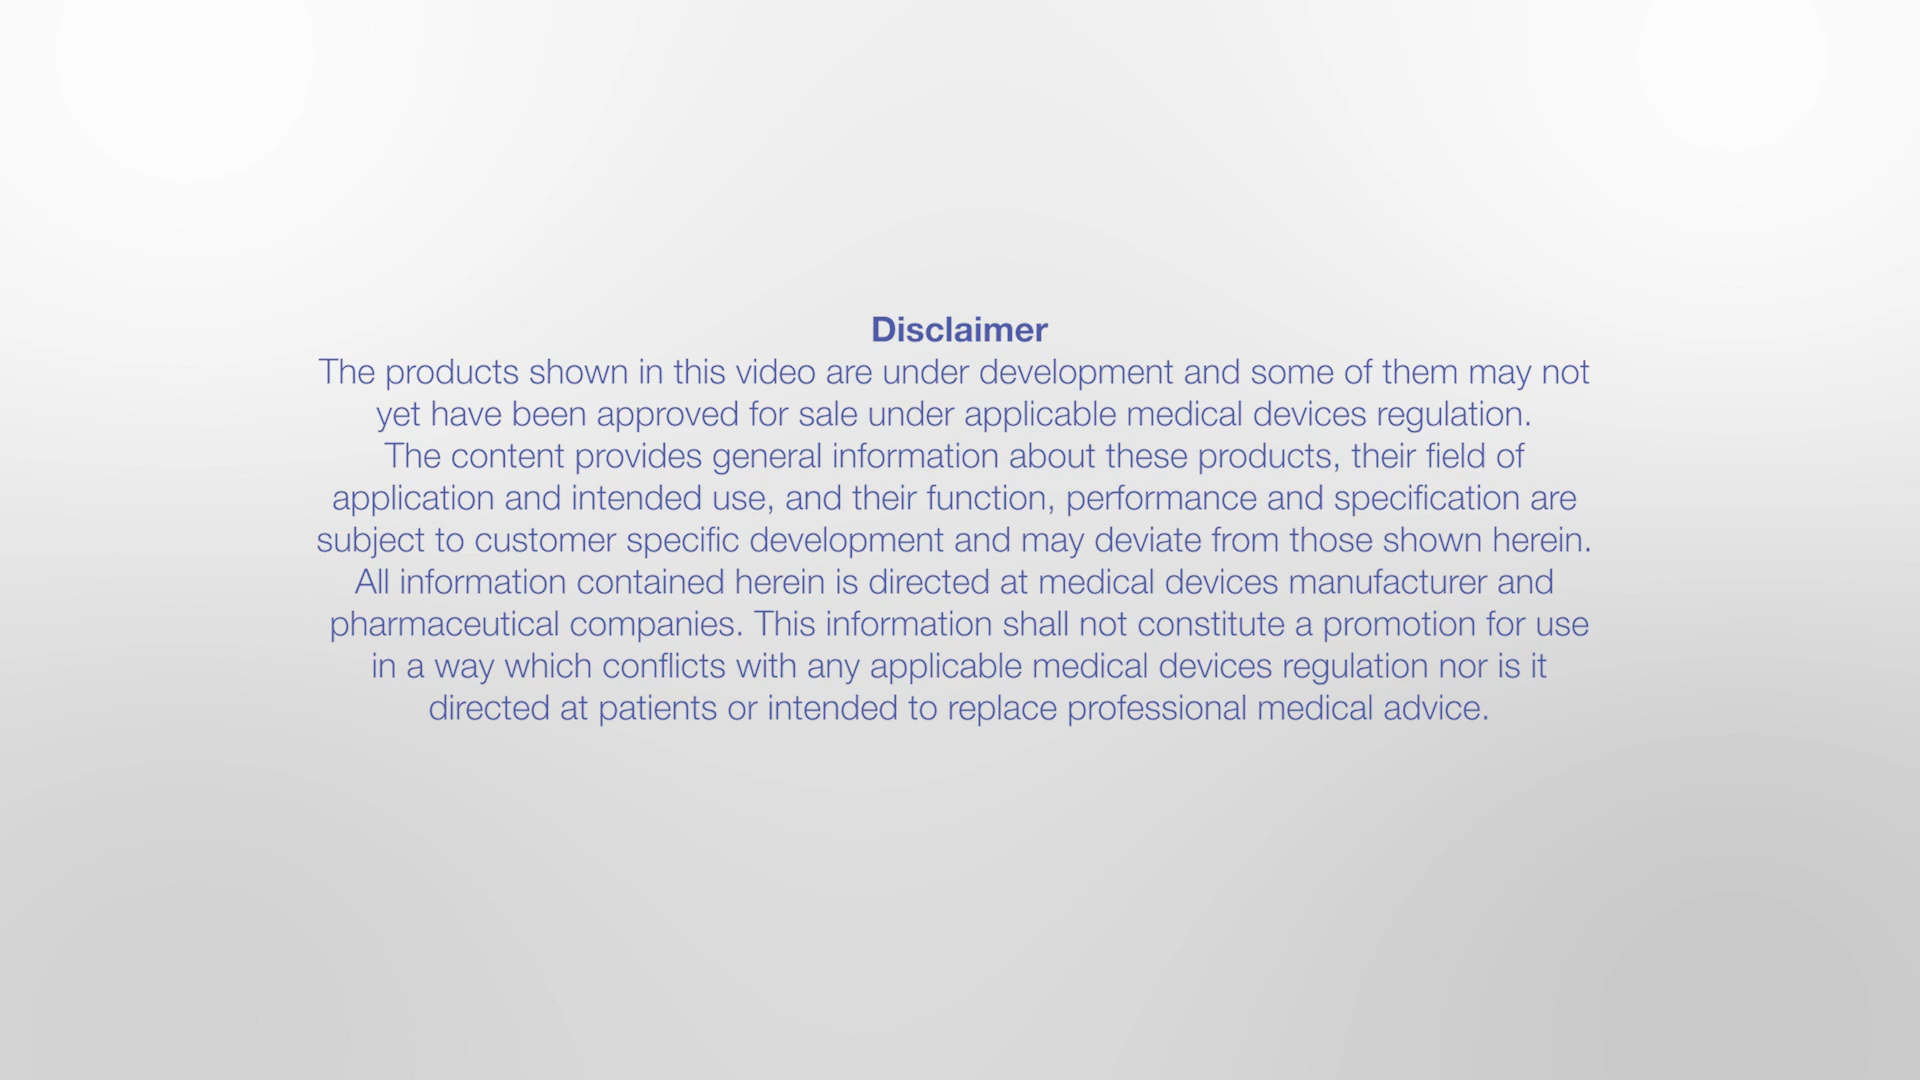 Disclaimer
The products shown in this video are under development and some of them may not
yet have been approved for sale under applicable medical devices regulation.
The content provides general information about these products, their field of
application and intended use, and their function, performance and specification are
subject to customer specific development and may deviate from those shown herein.
All information contained herein is directed at medical devices manufacturer and
pharmaceutical companies. This information shall not constitute a promotion for use
in a way which conflicts with any applicable medical devices regulation nor is it
directed at patients or intended to replace professional medical advice.